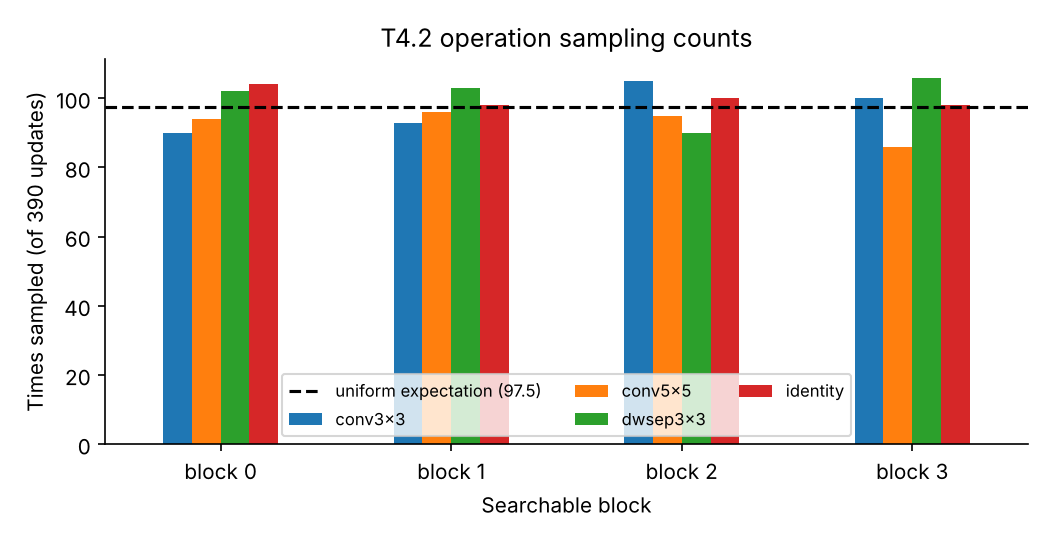 T4.2 operation sampling counts
Times sampled (of 390 updates)
100
80
60
40
20
0
uniform expectation (97.5)
conv3×3
conv5×5
dwsep3×3
identity
block 0
block 1
block 2
block 3
Searchable block